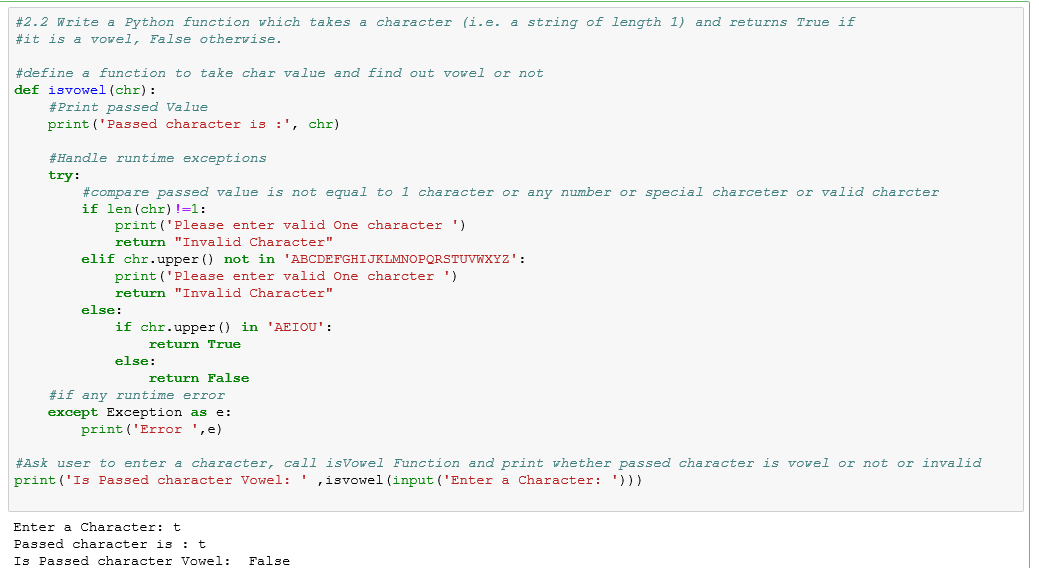 #2.2 Write a Python function which takes a character (i.e. a string of length 1) and returns True if
#it is a vowel, False otherwise.

#define a function to take char value and find out vowel or not
def isvowel(chr):
    #Print passed Value
    print('Passed character is :', chr)

    #Handle runtime exceptions
    try:
        #compare passed value is not equal to 1 character or any number or special charceter or valid charcter
        if len(chr)!=1:
            print('Please enter valid One character ')
            return "Invalid Character"
        elif chr.upper() not in 'ABCDEFGHIJKLMNOPQRSTUVWXYZ':
            print('Please enter valid One charcter ')
            return "Invalid Character"
        else:
            if chr.upper() in 'AEIOU':
                return True
            else:
                return False
    #if any runtime error
    except Exception as e:
        print('Error ',e)

#Ask user to enter a character, call isVowel Function and print whether passed character is vowel or not or invalid
print('Is Passed character Vowel: ' ,isvowel(input('Enter a Character: ')))

Enter a Character: t
Passed character is : t
Is Passed character Vowel:  False